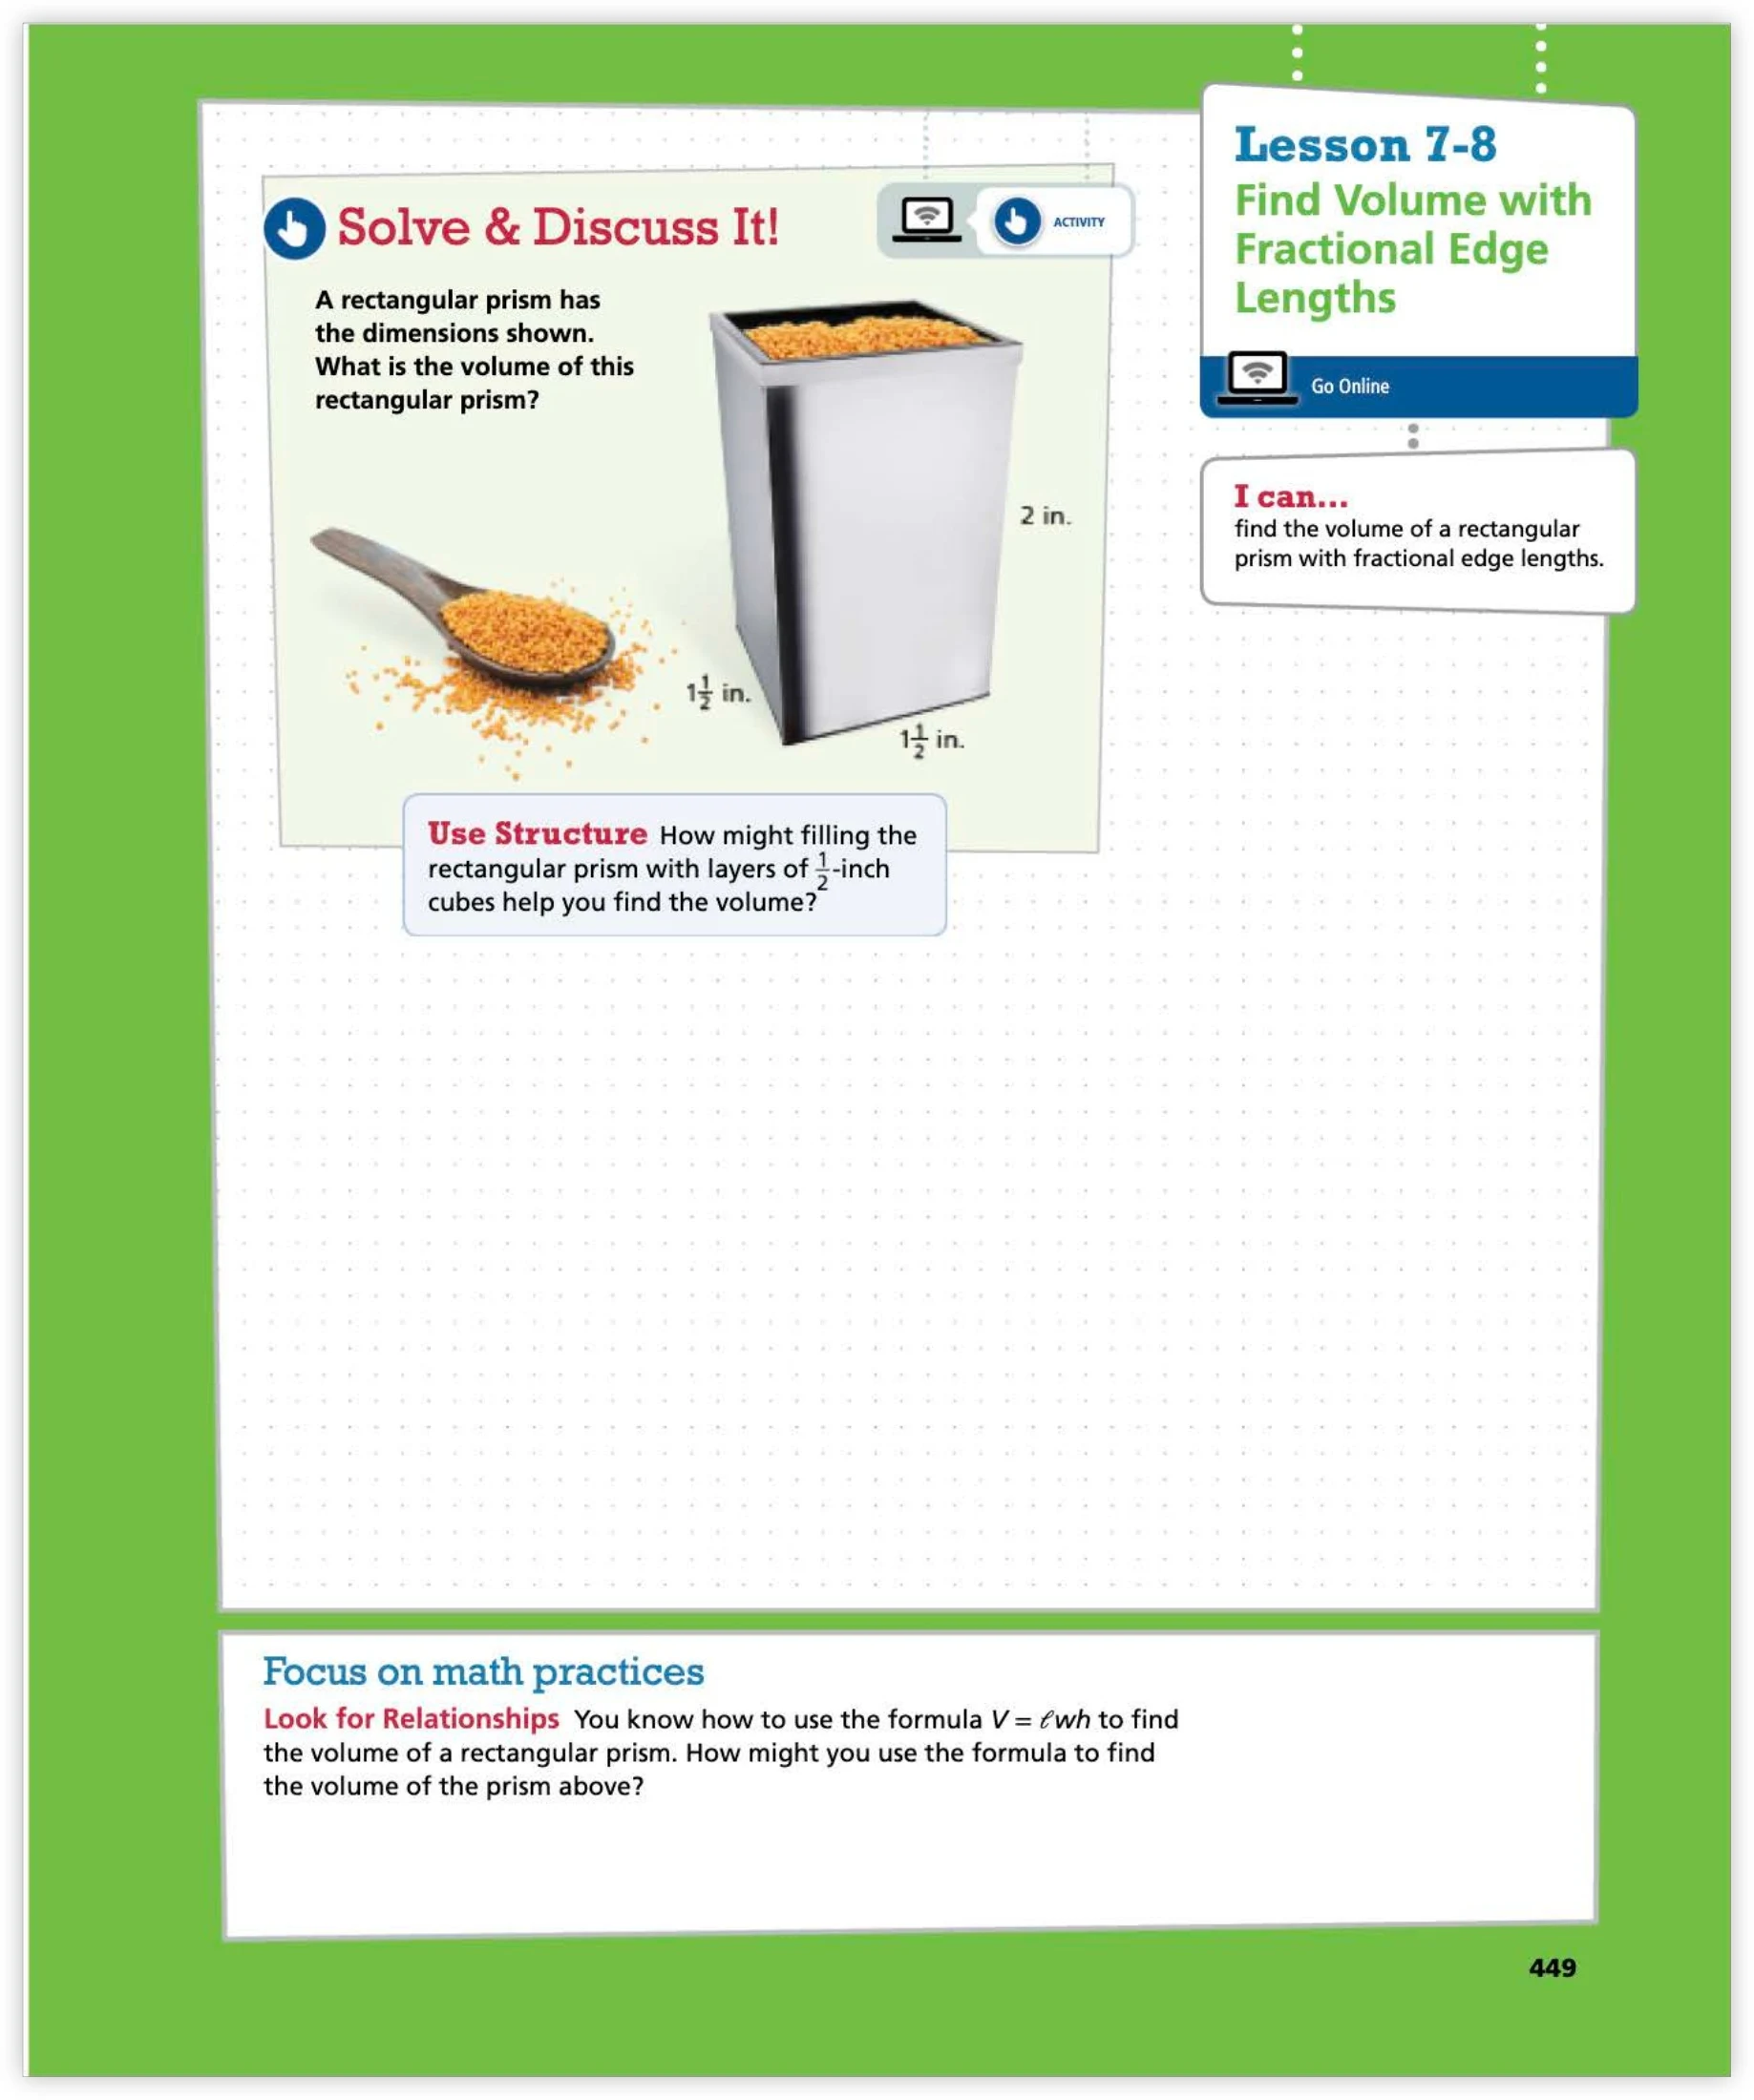 Lesson 7-8
Find Volume with
Fractional Edge
Lengths
Go Online
I can...
find the volume of a rectangular
prism with fractional edge lengths.
Solve & Discuss It!
ACTIVITY
A rectangular prism has
the dimensions shown.
What is the volume of this
rectangular prism?
2 in.
1 1/2 in.
1 1/2 in.
Use Structure How might filling the
rectangular prism with layers of 1/2-inch
cubes help you find the volume?
Focus on math practices
Look for Relationships You know how to use the formula V = ℓwh to find
the volume of a rectangular prism. How might you use the formula to find
the volume of the prism above?
449